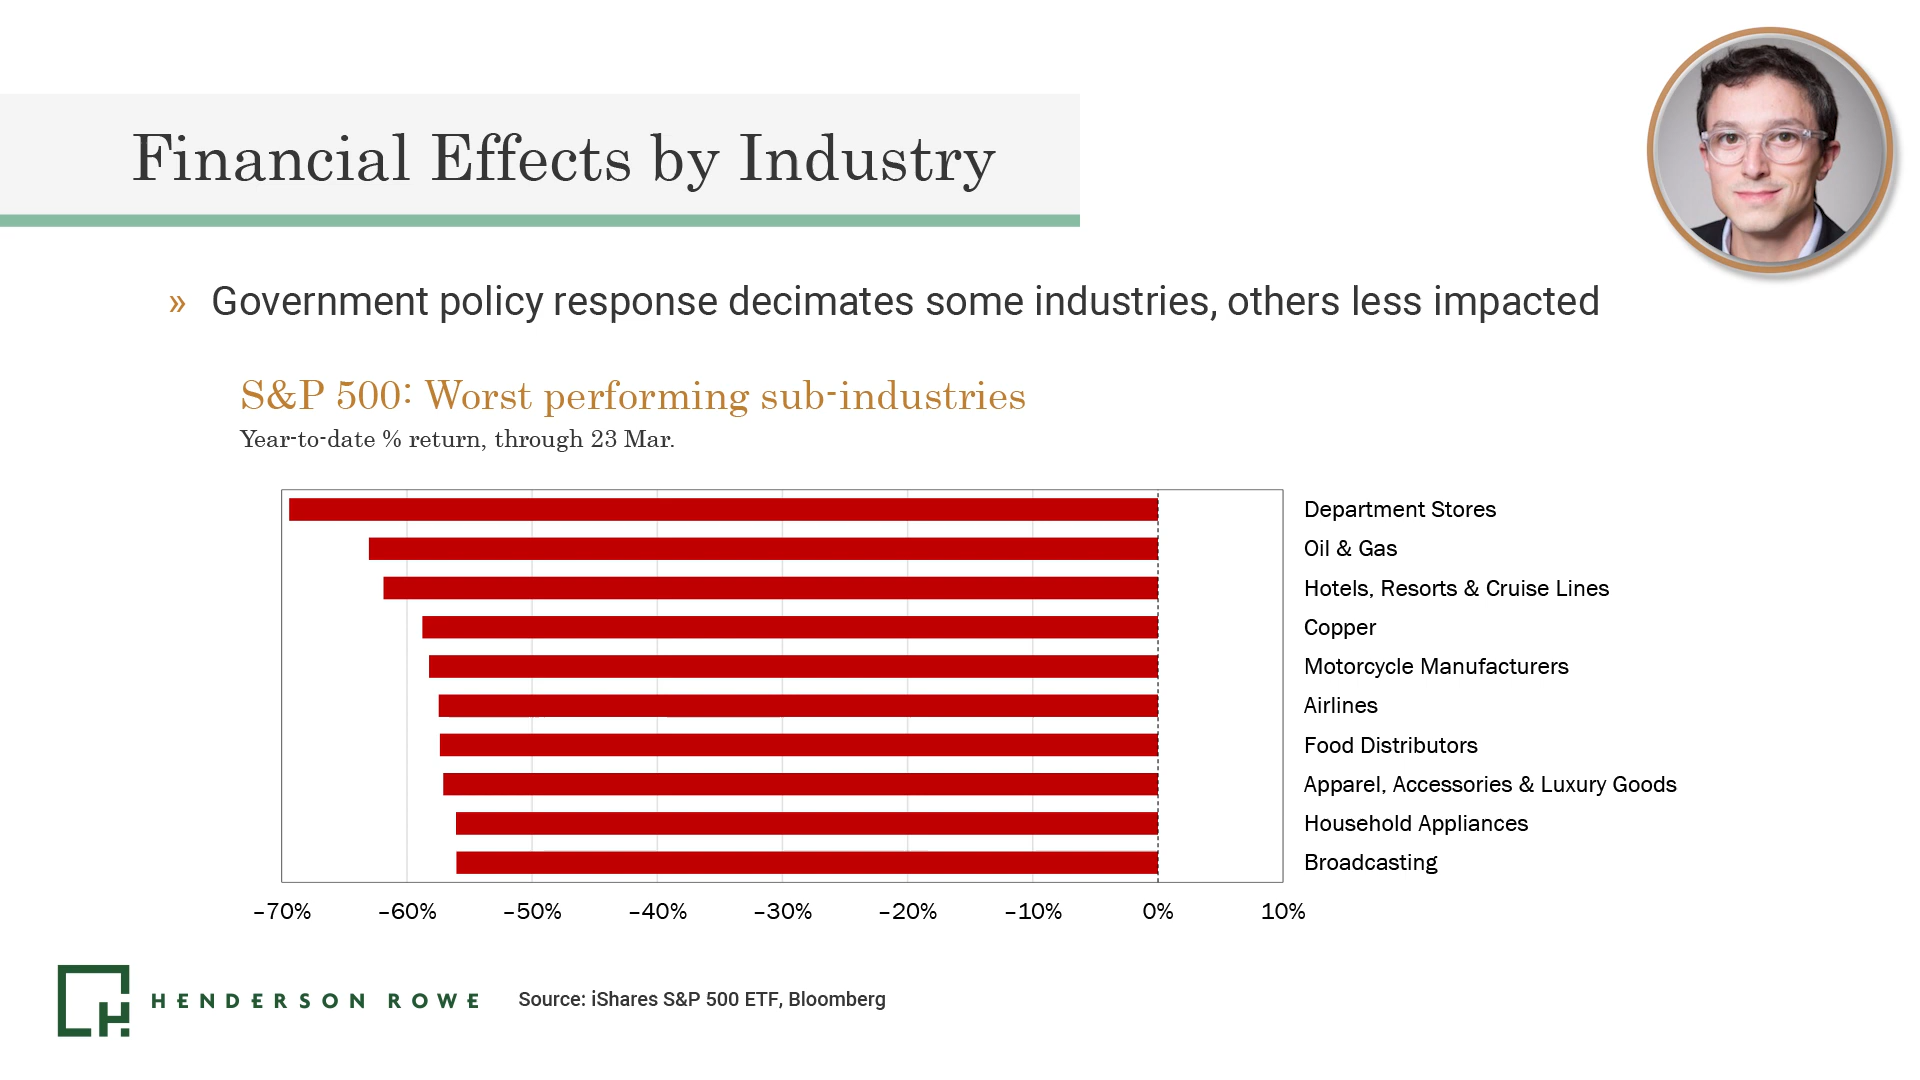 Financial Effects by Industry
» Government policy response decimates some industries, others less impacted
S&P 500: Worst performing sub-industries
Year-to-date % return, through 23 Mar.
Department Stores
Oil & Gas
Hotels, Resorts & Cruise Lines
Copper
Motorcycle Manufacturers
Airlines
Food Distributors
Apparel, Accessories & Luxury Goods
Household Appliances
Broadcasting
–70% –60% –50% –40% –30% –20% –10% 0% 10%
HENDERSON ROWE Source: iShares S&P 500 ETF, Bloomberg